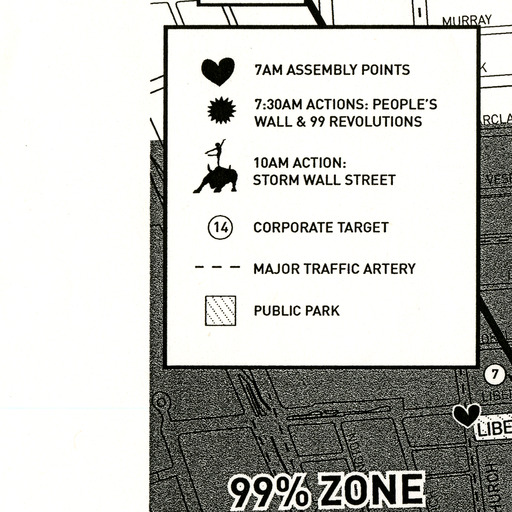 MURRAY
7AM ASSEMBLY POINTS
7:30AM ACTIONS: PEOPLE'S
WALL & 99 REVOLUTIONS
10AM ACTION:
STORM WALL STREET
14 CORPORATE TARGET
MAJOR TRAFFIC ARTERY
PUBLIC PARK
7
LIBE
99% ZONE